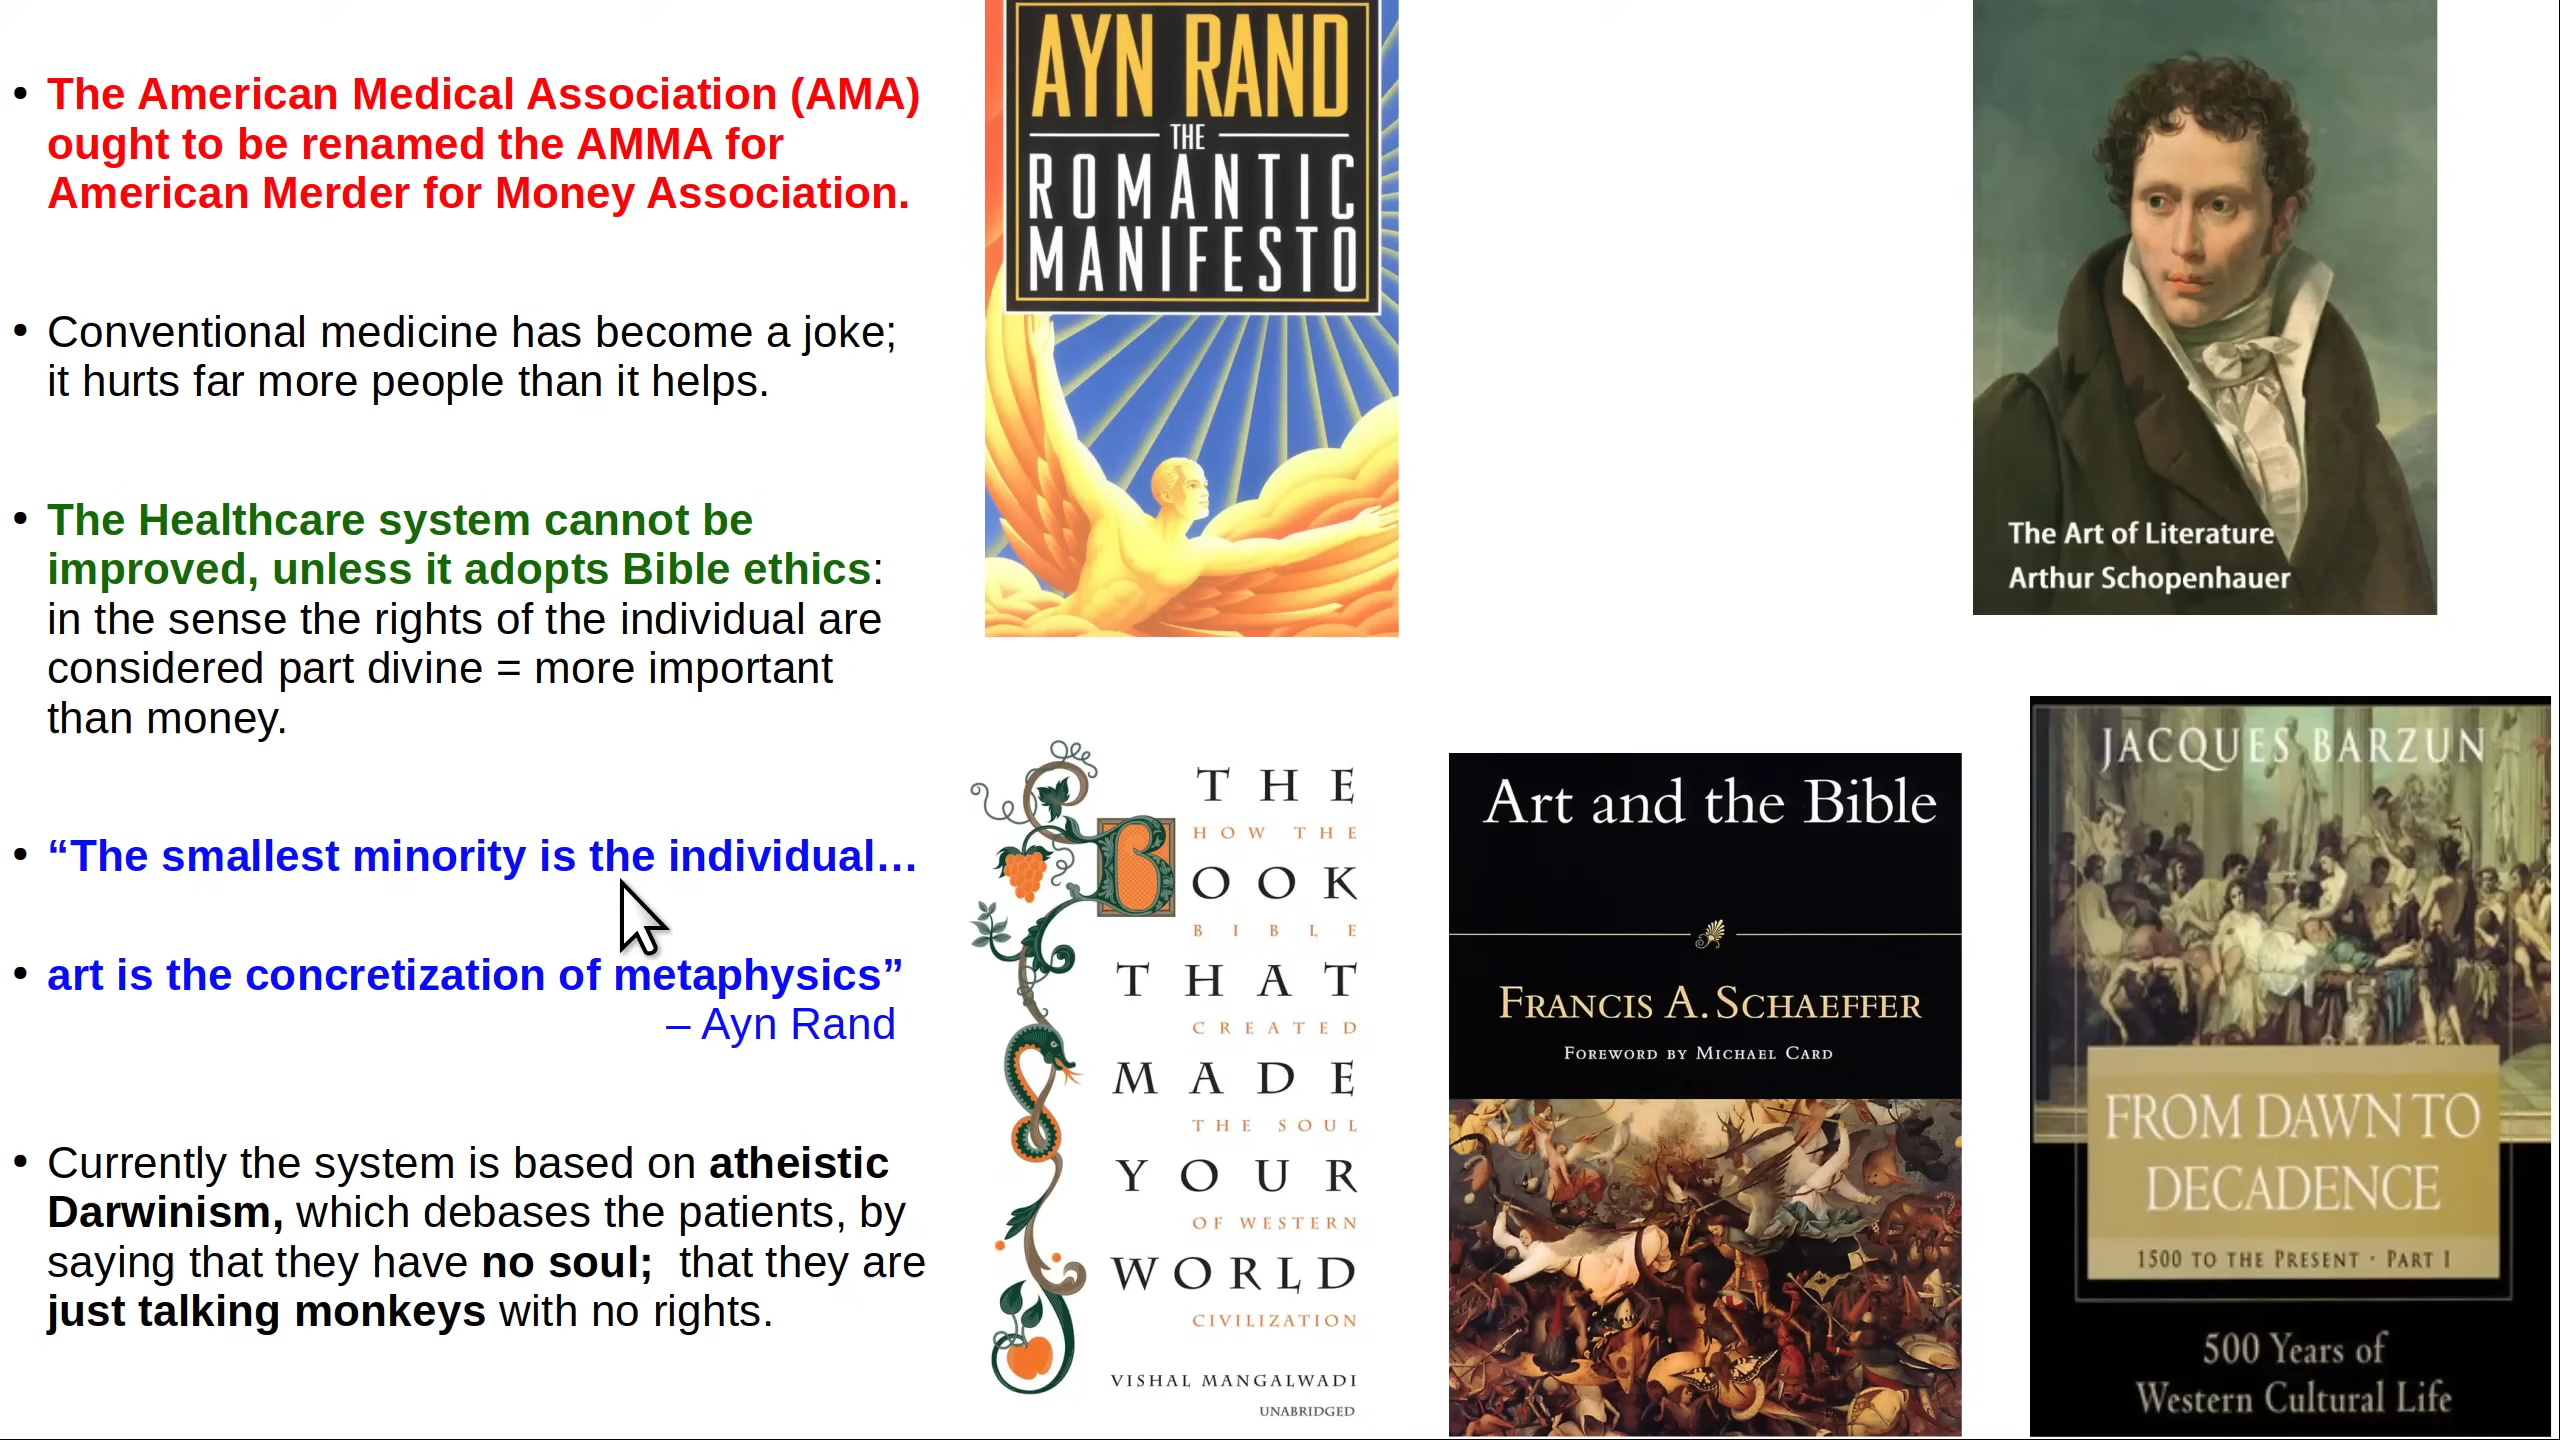 • The American Medical Association (AMA)
ought to be renamed the AMMA for
American Merder for Money Association.
• Conventional medicine has become a joke;
it hurts far more people than it helps.
• The Healthcare system cannot be
improved, unless it adopts Bible ethics:
in the sense the rights of the individual are
considered part divine = more important
than money.
• “The smallest minority is the individual…
• art is the concretization of metaphysics”
– Ayn Rand
• Currently the system is based on atheistic
Darwinism, which debases the patients, by
saying that they have no soul;  that they are
just talking monkeys with no rights.
AYN RAND
THE
ROMANTIC
MANIFESTO
The Art of Literature
Arthur Schopenhauer
THE
HOW THE
BOOK
BIBLE
THAT
CREATED
MADE
THE SOUL
YOUR
OF WESTERN
WORLD
CIVILIZATION
VISHAL MANGALWADI
UNABRIDGED
Art and the Bible
FRANCIS A. SCHAEFFER
FOREWORD BY MICHAEL CARD
JACQUES BARZUN
FROM DAWN TO
DECADENCE
1500 TO THE PRESENT · PART I
500 Years of
Western Cultural Life